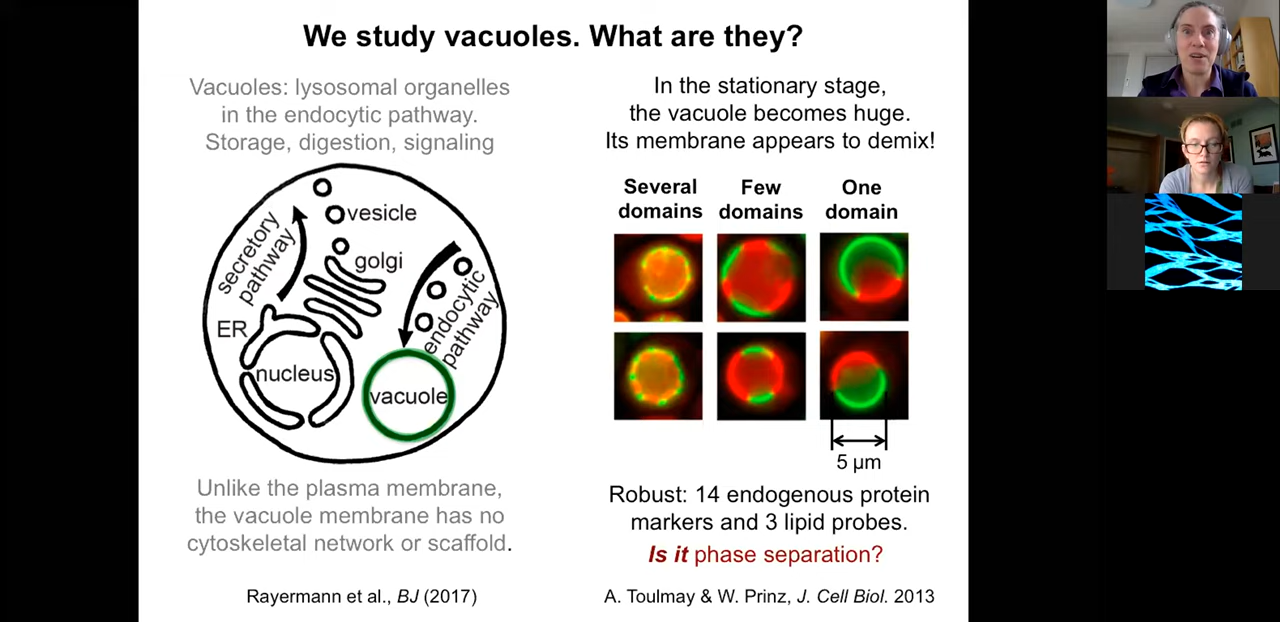 We study vacuoles. What are they?
Vacuoles: lysosomal organelles
in the endocytic pathway.
Storage, digestion, signaling
secretory
pathway
vesicle
golgi
endocytic
pathway
ER
nucleus
vacuole
Unlike the plasma membrane,
the vacuole membrane has no
cytoskeletal network or scaffold.
Rayermann et al., BJ (2017)
In the stationary stage,
the vacuole becomes huge.
Its membrane appears to demix!
Several
domains
Few
domains
One
domain
5 µm
Robust: 14 endogenous protein
markers and 3 lipid probes.
Is it phase separation?
A. Toulmay & W. Prinz, J. Cell Biol. 2013